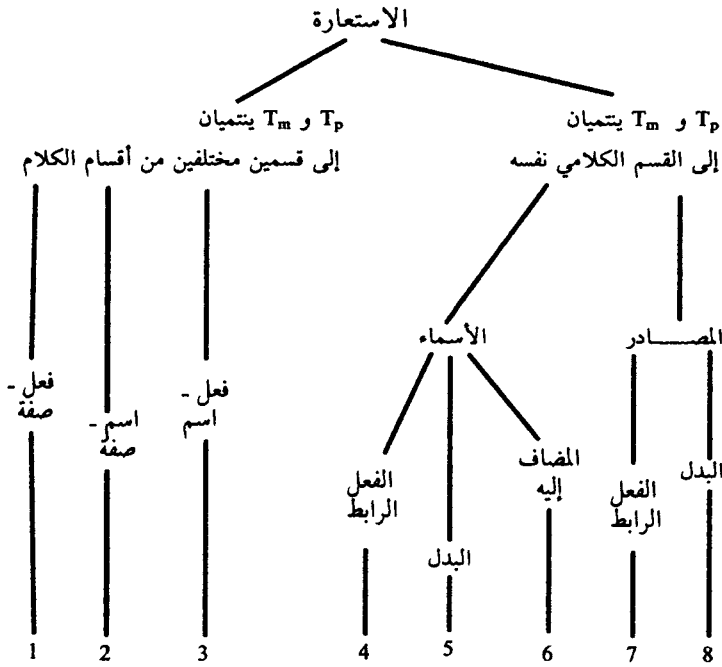 الاستعارة
Tp و Tm ينتميان
إلى القسم الكلامي نفسه
Tp و Tm ينتميان
إلى قسمين مختلفين من أقسام الكلام
المصــــــادر
الأسماء
فعل -
صفة
اسم -
صفة
فعل -
اسم
الفعل
الرابط
البدل
المضاف
إليه
الفعل
الرابط
البدل
1 2 3 4 5 6 7 8